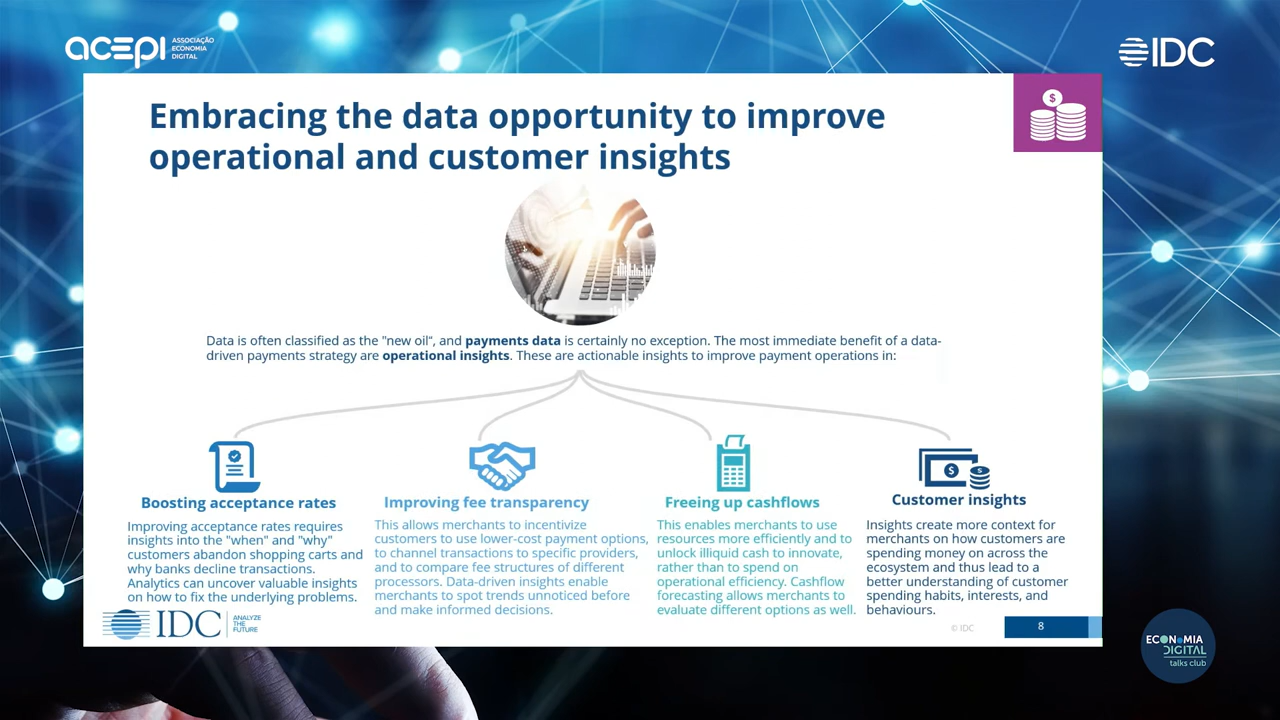 acepi ASSOCIAÇÃO
ECONOMIA
DIGITAL
IDC
Embracing the data opportunity to improve
operational and customer insights
Data is often classified as the "new oil", and payments data is certainly no exception. The most immediate benefit of a data-
driven payments strategy are operational insights. These are actionable insights to improve payment operations in:
Boosting acceptance rates
Improving acceptance rates requires
insights into the "when" and "why"
customers abandon shopping carts and
why banks decline transactions.
Analytics can uncover valuable insights
on how to fix the underlying problems.
Improving fee transparency
This allows merchants to incentivize
customers to use lower-cost payment options,
to channel transactions to specific providers,
and to compare fee structures of different
processors. Data-driven insights enable
merchants to spot trends unnoticed before
and make informed decisions.
Freeing up cashflows
This enables merchants to use
resources more efficiently and to
unlock illiquid cash to innovate,
rather than to spend on
operational efficiency. Cashflow
forecasting allows merchants to
evaluate different options as well.
Customer insights
Insights create more context for
merchants on how customers are
spending money on across the
ecosystem and thus lead to a
better understanding of customer
spending habits, interests, and
behaviours.
IDC ANALYZE
THE
FUTURE
© IDC
8
ECONOMIA
DIGITAL
talks club